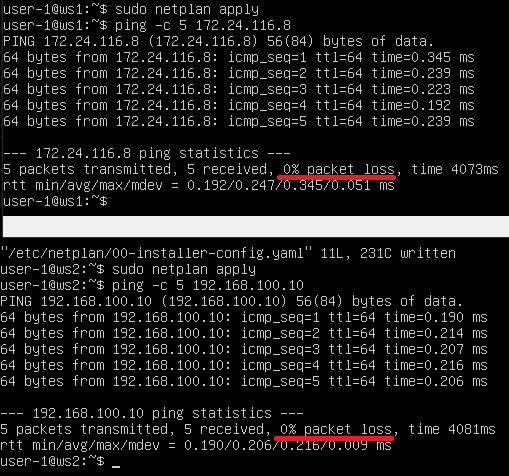 user-1@ws1:~$ sudo netplan apply
user-1@ws1:~$ ping -c 5 172.24.116.8
PING 172.24.116.8 (172.24.116.8) 56(84) bytes of data.
64 bytes from 172.24.116.8: icmp_seq=1 ttl=64 time=0.345 ms
64 bytes from 172.24.116.8: icmp_seq=2 ttl=64 time=0.239 ms
64 bytes from 172.24.116.8: icmp_seq=3 ttl=64 time=0.223 ms
64 bytes from 172.24.116.8: icmp_seq=4 ttl=64 time=0.192 ms
64 bytes from 172.24.116.8: icmp_seq=5 ttl=64 time=0.239 ms
--- 172.24.116.8 ping statistics ---
5 packets transmitted, 5 received, 0% packet loss, time 4073ms
rtt min/avg/max/mdev = 0.192/0.247/0.345/0.051 ms
user-1@ws1:~$
"/etc/netplan/00-installer-config.yaml" 11L, 231C written
user-1@ws2:~$ sudo netplan apply
user-1@ws2:~$ ping -c 5 192.168.100.10
PING 192.168.100.10 (192.168.100.10) 56(84) bytes of data.
64 bytes from 192.168.100.10: icmp_seq=1 ttl=64 time=0.190 ms
64 bytes from 192.168.100.10: icmp_seq=2 ttl=64 time=0.214 ms
64 bytes from 192.168.100.10: icmp_seq=3 ttl=64 time=0.207 ms
64 bytes from 192.168.100.10: icmp_seq=4 ttl=64 time=0.216 ms
64 bytes from 192.168.100.10: icmp_seq=5 ttl=64 time=0.206 ms
--- 192.168.100.10 ping statistics ---
5 packets transmitted, 5 received, 0% packet loss, time 4081ms
rtt min/avg/max/mdev = 0.190/0.206/0.216/0.009 ms
user-1@ws2:~$ _